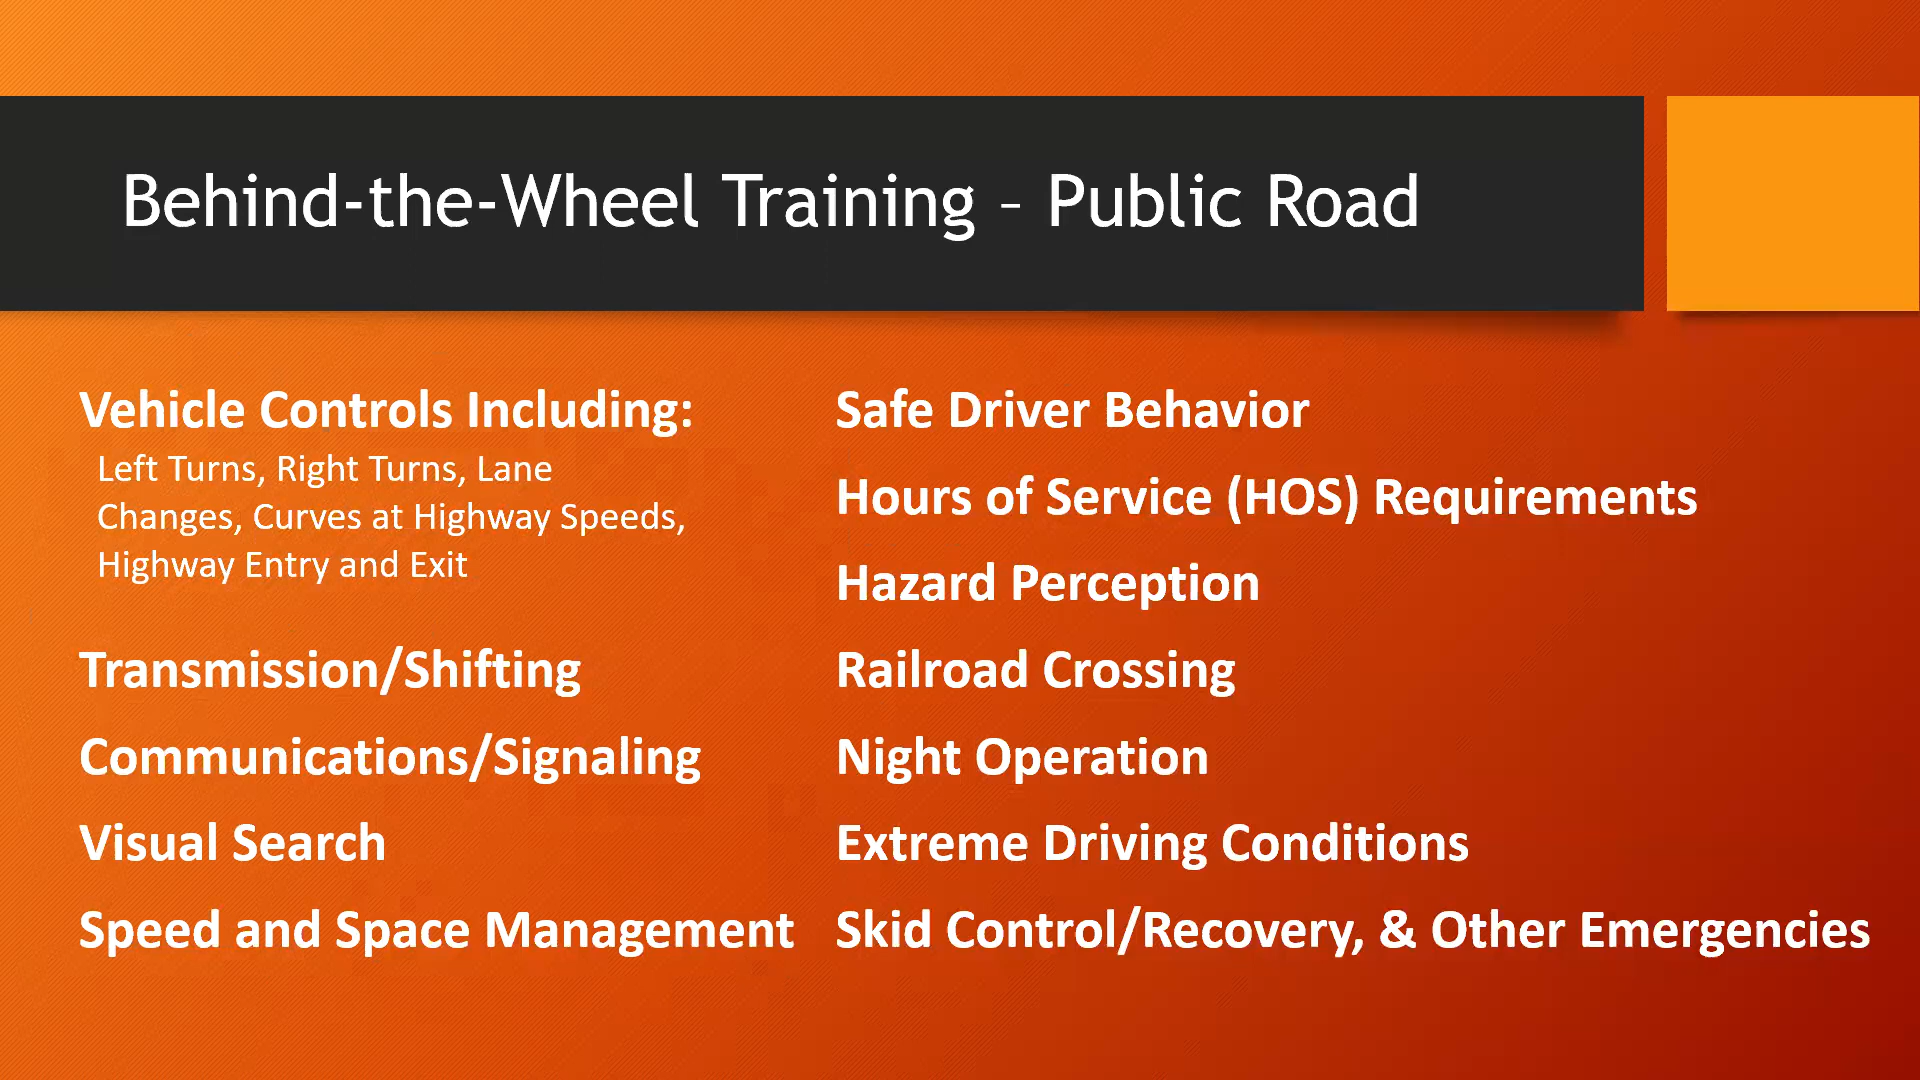 Behind-the-Wheel Training – Public Road
Vehicle Controls Including:
Left Turns, Right Turns, Lane
Changes, Curves at Highway Speeds,
Highway Entry and Exit
Transmission/Shifting
Communications/Signaling
Visual Search
Speed and Space Management
Safe Driver Behavior
Hours of Service (HOS) Requirements
Hazard Perception
Railroad Crossing
Night Operation
Extreme Driving Conditions
Skid Control/Recovery, & Other Emergencies